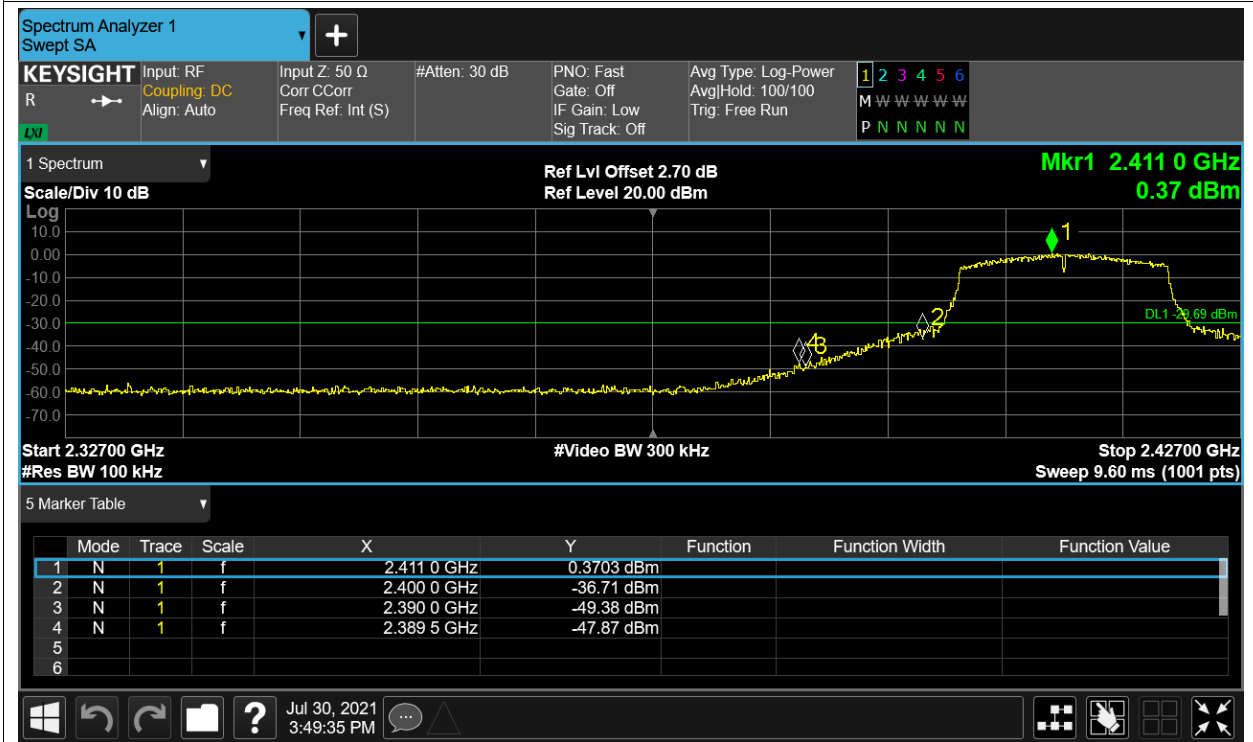 Spectrum Analyzer 1
Swept SA
KEYSIGHT
R
LXI
Input: RF
Coupling: DC
Align: Auto
Input Z: 50 Ω
Corr CCorr
Freq Ref: Int (S)
#Atten: 30 dB
PNO: Fast
Gate: Off
IF Gain: Low
Sig Track: Off
Avg Type: Log-Power
Avg|Hold: 100/100
Trig: Free Run
1 2 3 4 5 6
M W W W W W
P N N N N N
1 Spectrum
Scale/Div 10 dB
Ref Lvl Offset 2.70 dB
Ref Level 20.00 dBm
Mkr1 2.411 0 GHz
0.37 dBm
Log
10.0
0.00
-10.0
-20.0
-30.0
-40.0
-50.0
-60.0
-70.0
1
2
4
3
DL1 -29.69 dBm
Start 2.32700 GHz
#Video BW 300 kHz
Stop 2.42700 GHz
#Res BW 100 kHz
Sweep 9.60 ms (1001 pts)
5 Marker Table
Mode Trace Scale X Y Function Function Width Function Value
1 N 1 f 2.411 0 GHz 0.3703 dBm
2 N 1 f 2.400 0 GHz -36.71 dBm
3 N 1 f 2.390 0 GHz -49.38 dBm
4 N 1 f 2.389 5 GHz -47.87 dBm
5
6
?
Jul 30, 2021
3:49:35 PM